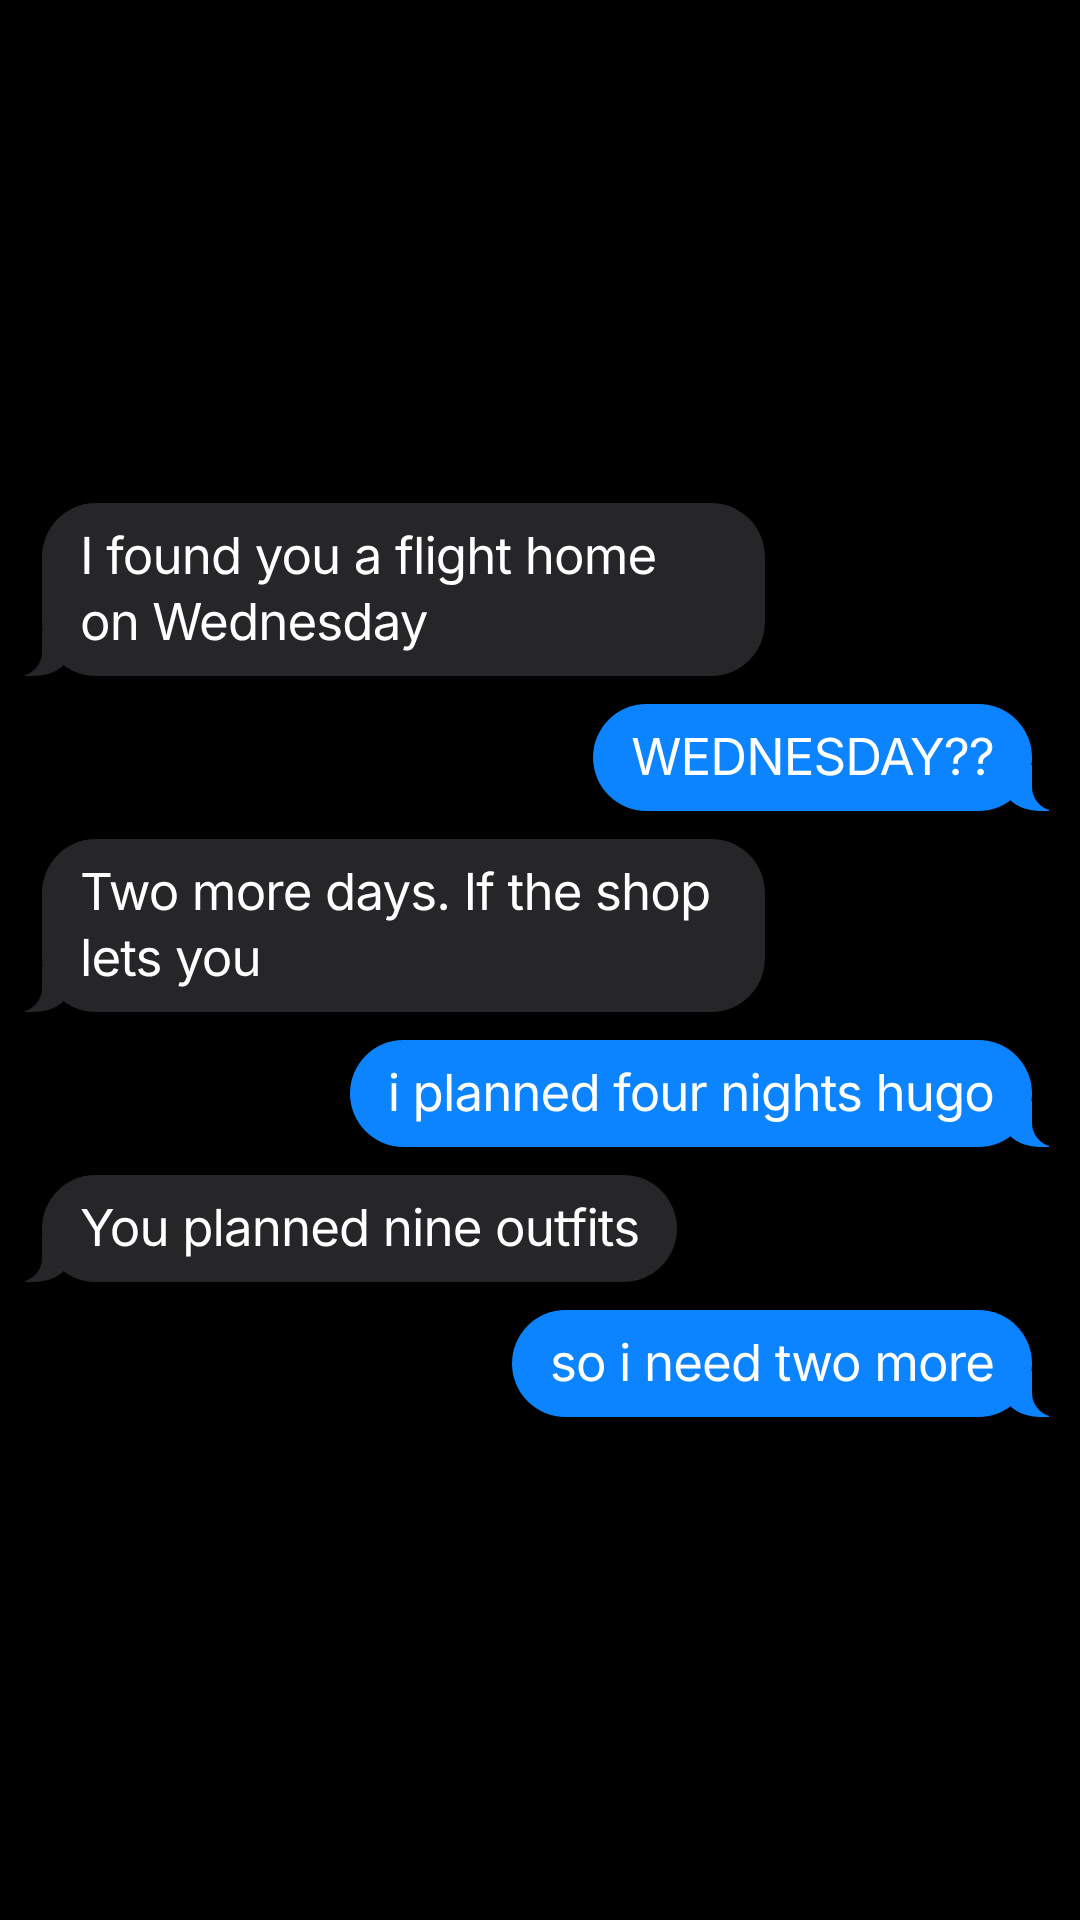 I found you a flight home
on Wednesday
WEDNESDAY??
Two more days. If the shop
lets you
i planned four nights hugo
You planned nine outfits
so i need two more